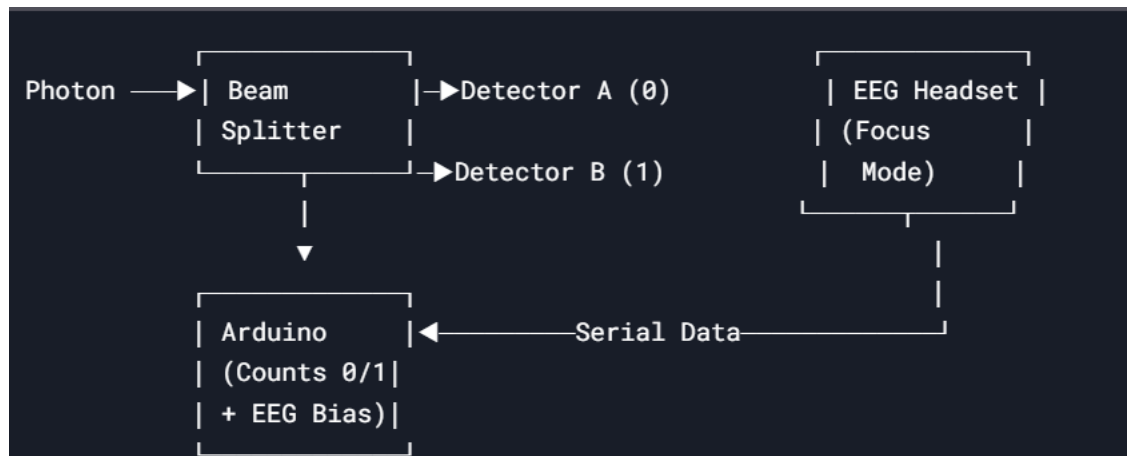 Photon Beam Detector A (0) EEG Headset
Splitter (Focus
Detector B (1) Mode)
Arduino Serial Data
(Counts 0/1
+ EEG Bias)